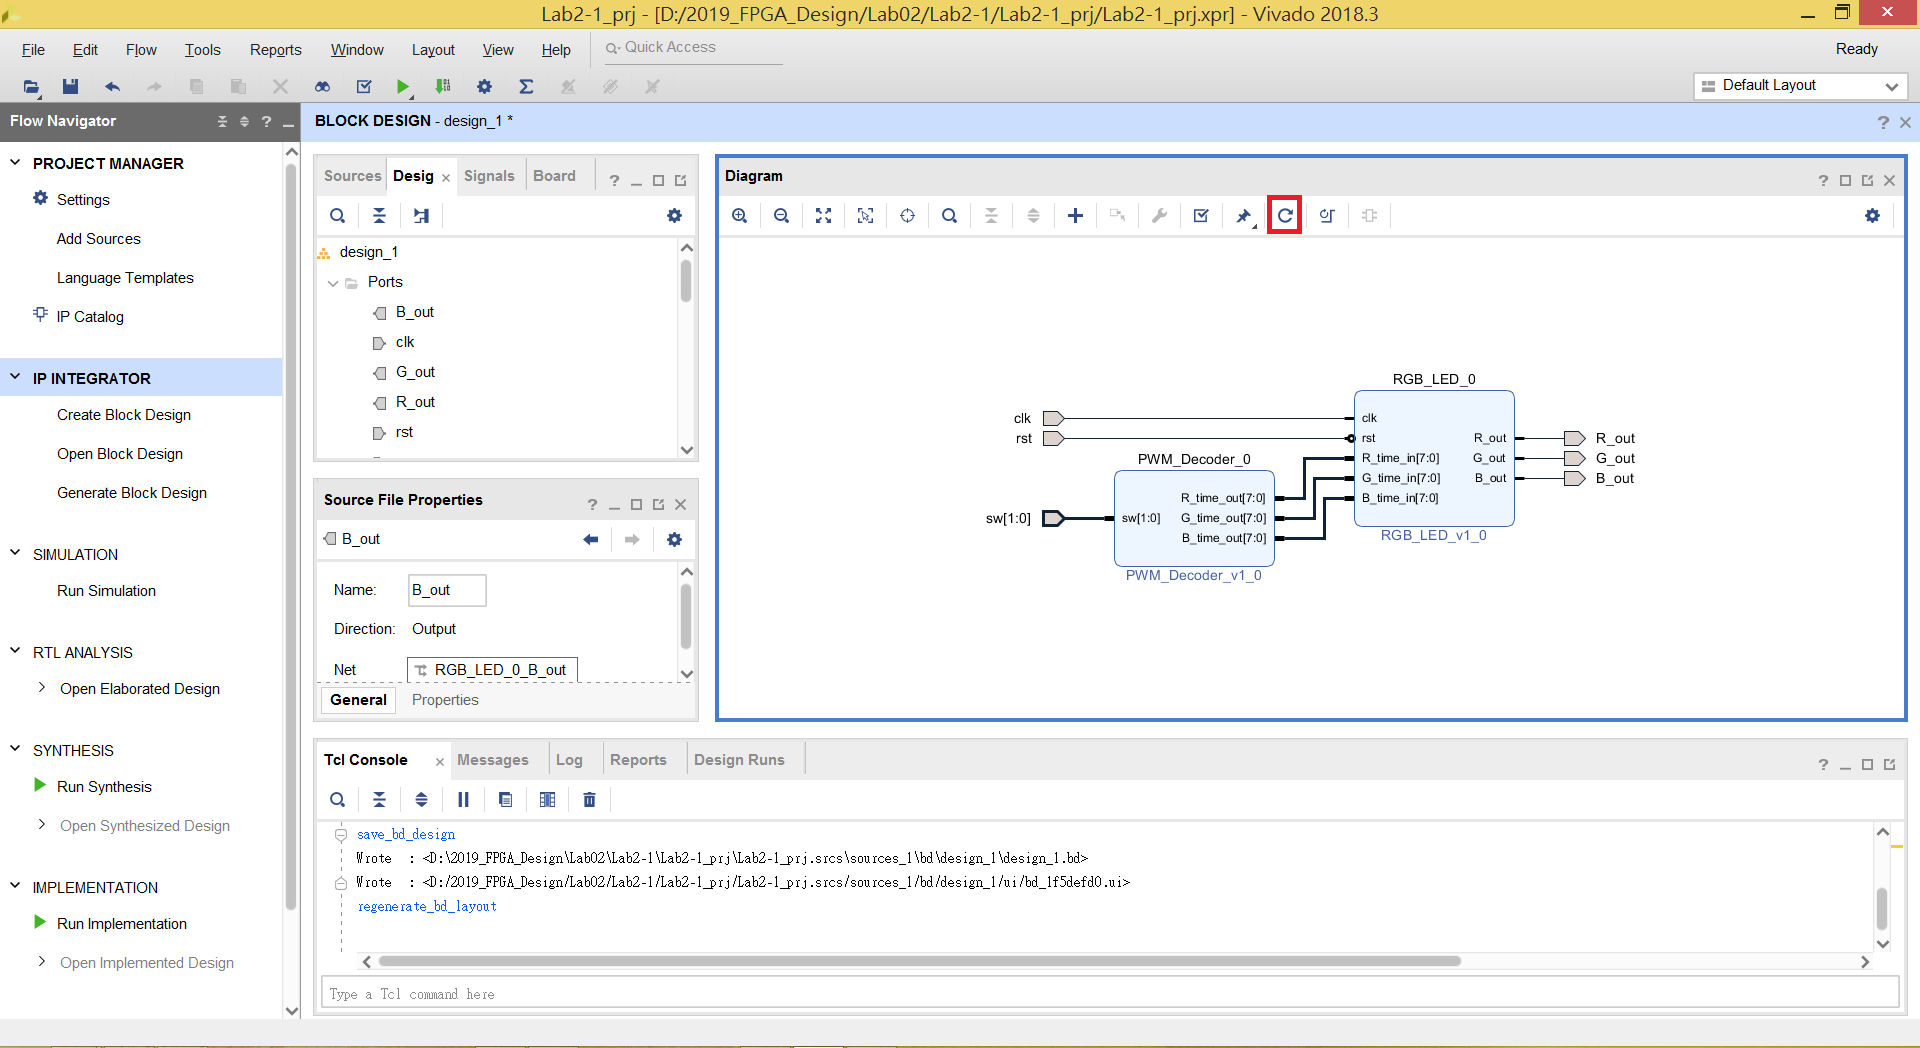 Lab2-1_prj - [D:/2019_FPGA_Design/Lab02/Lab2-1/Lab2-1_prj/Lab2-1_prj.xpr] - Vivado 2018.3
File Edit Flow Tools Reports Window Layout View Help Quick Access
Ready
Default Layout
Flow Navigator
PROJECT MANAGER
Settings
Add Sources
Language Templates
IP Catalog
IP INTEGRATOR
Create Block Design
Open Block Design
Generate Block Design
SIMULATION
Run Simulation
RTL ANALYSIS
Open Elaborated Design
SYNTHESIS
Run Synthesis
Open Synthesized Design
IMPLEMENTATION
Run Implementation
Open Implemented Design
BLOCK DESIGN - design_1 *
Sources Desig Signals Board
design_1
Ports
B_out
clk
G_out
R_out
rst
Source File Properties
B_out
Name: B_out
Direction: Output
Net RGB_LED_0_B_out
General Properties
Diagram
RGB_LED_0
clk
rst
clk
rst
R_time_in[7:0]
G_time_in[7:0]
B_time_in[7:0]
R_out
G_out
B_out
R_out
G_out
B_out
RGB_LED_v1_0
PWM_Decoder_0
sw[1:0]
sw[1:0]
R_time_out[7:0]
G_time_out[7:0]
B_time_out[7:0]
PWM_Decoder_v1_0
Tcl Console Messages Log Reports Design Runs
save_bd_design
Wrote : <D:\2019_FPGA_Design\Lab02\Lab2-1\Lab2-1_prj\Lab2-1_prj.srcs\sources_1\bd\design_1\design_1.bd>
Wrote : <D:/2019_FPGA_Design/Lab02/Lab2-1/Lab2-1_prj/Lab2-1_prj.srcs/sources_1/bd/design_1/ui/bd_1f5defd0.ui>
regenerate_bd_layout
Type a Tcl command here